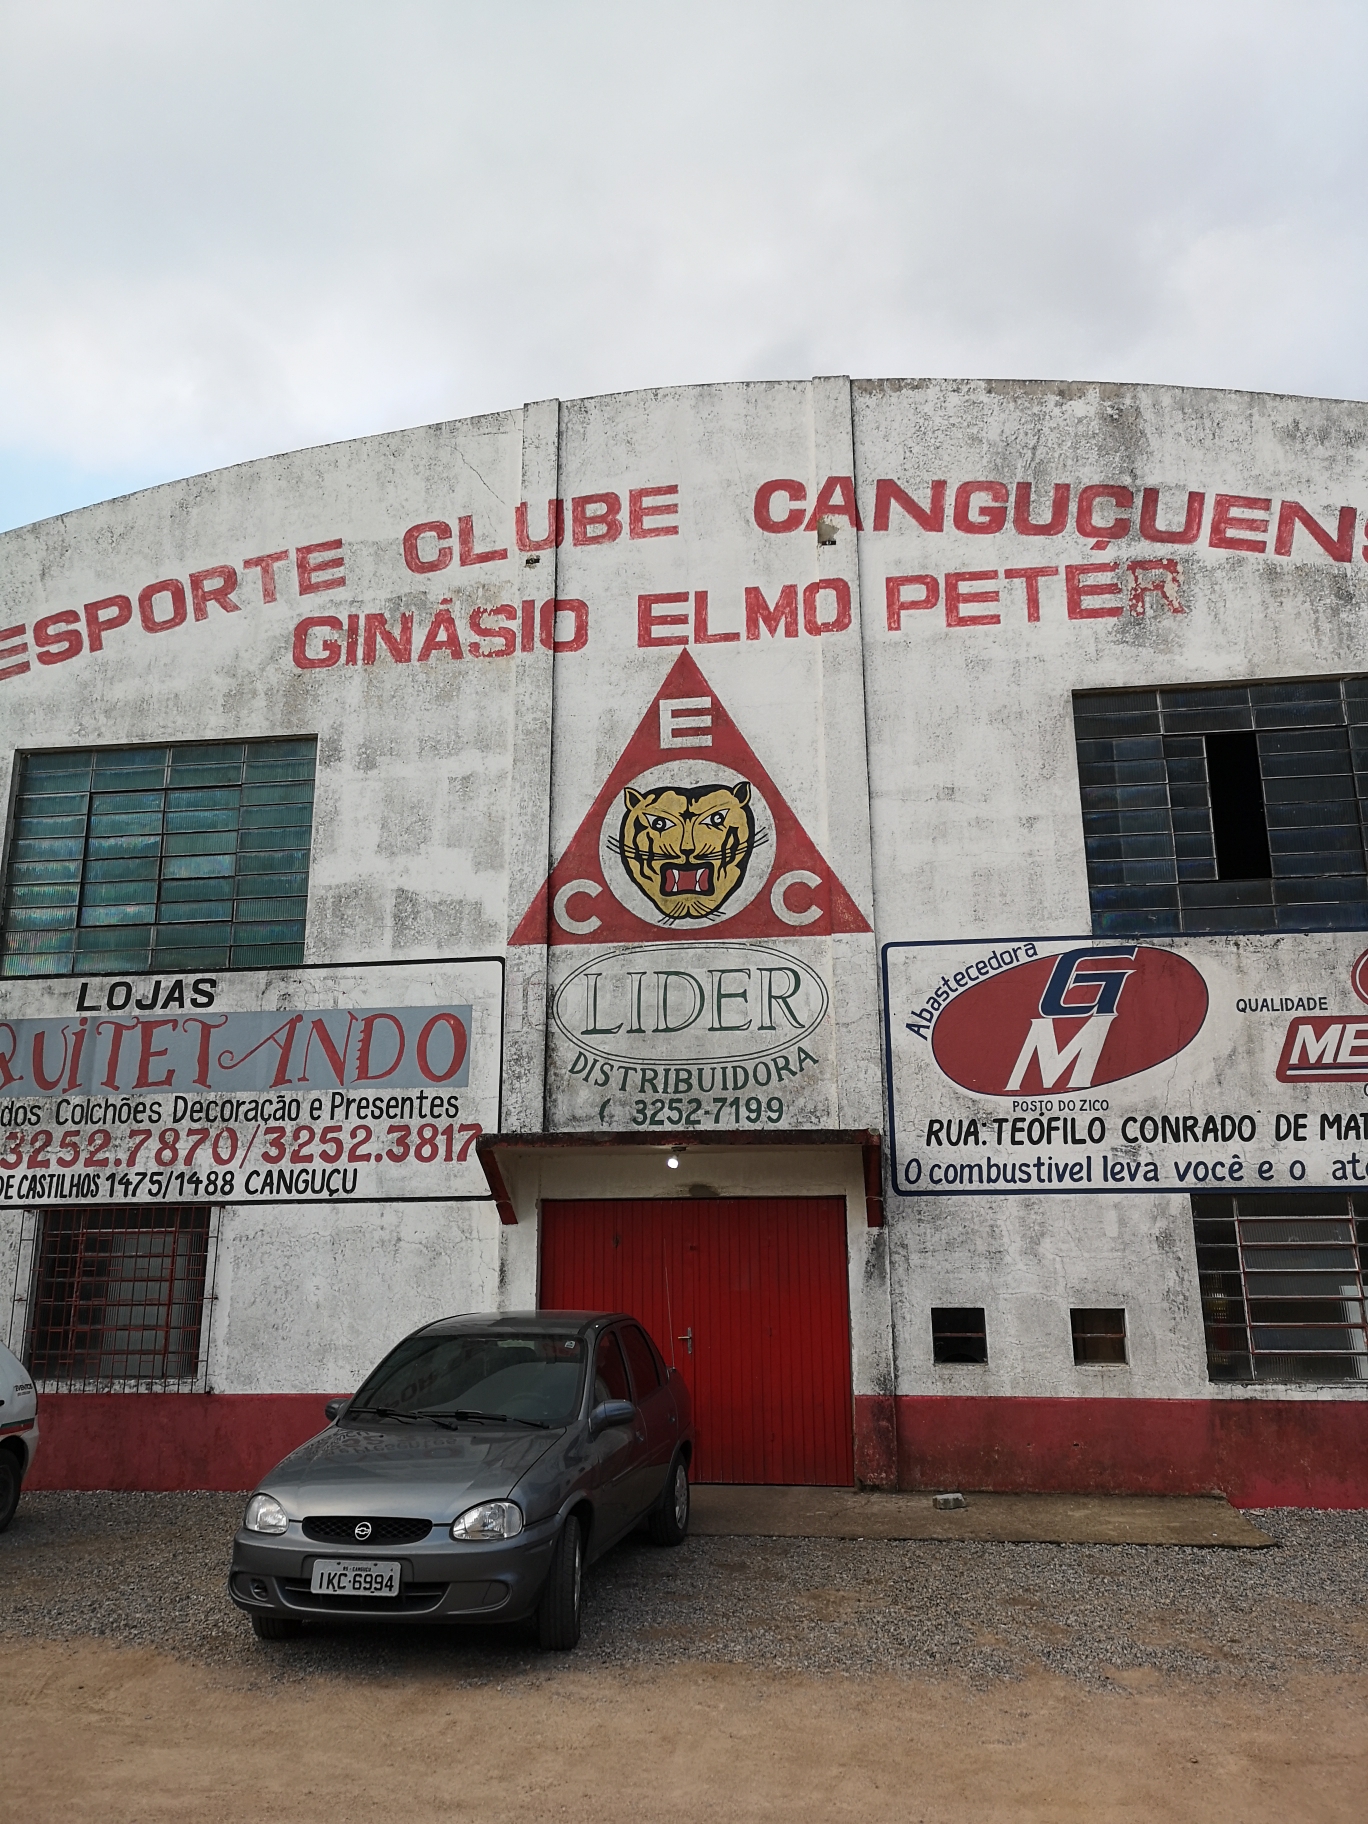 ESPORTE CLUBE CANGUÇUENS
GINÁSIO ELMO PETER
E
C C
LOJAS
QUITETANDO
dos Colchões Decoração e Presentes
3252.7870/3252.3817
DE CASTILHOS 1475/1488 CANGUÇU
LIDER
DISTRIBUIDORA
( 3252-7199
Abastecedora
GM
POSTO DO ZICO
QUALIDADE
ME
RUA: TEOFILO CONRADO DE MAT
O combustivel leva você e o ate
IKC-6994